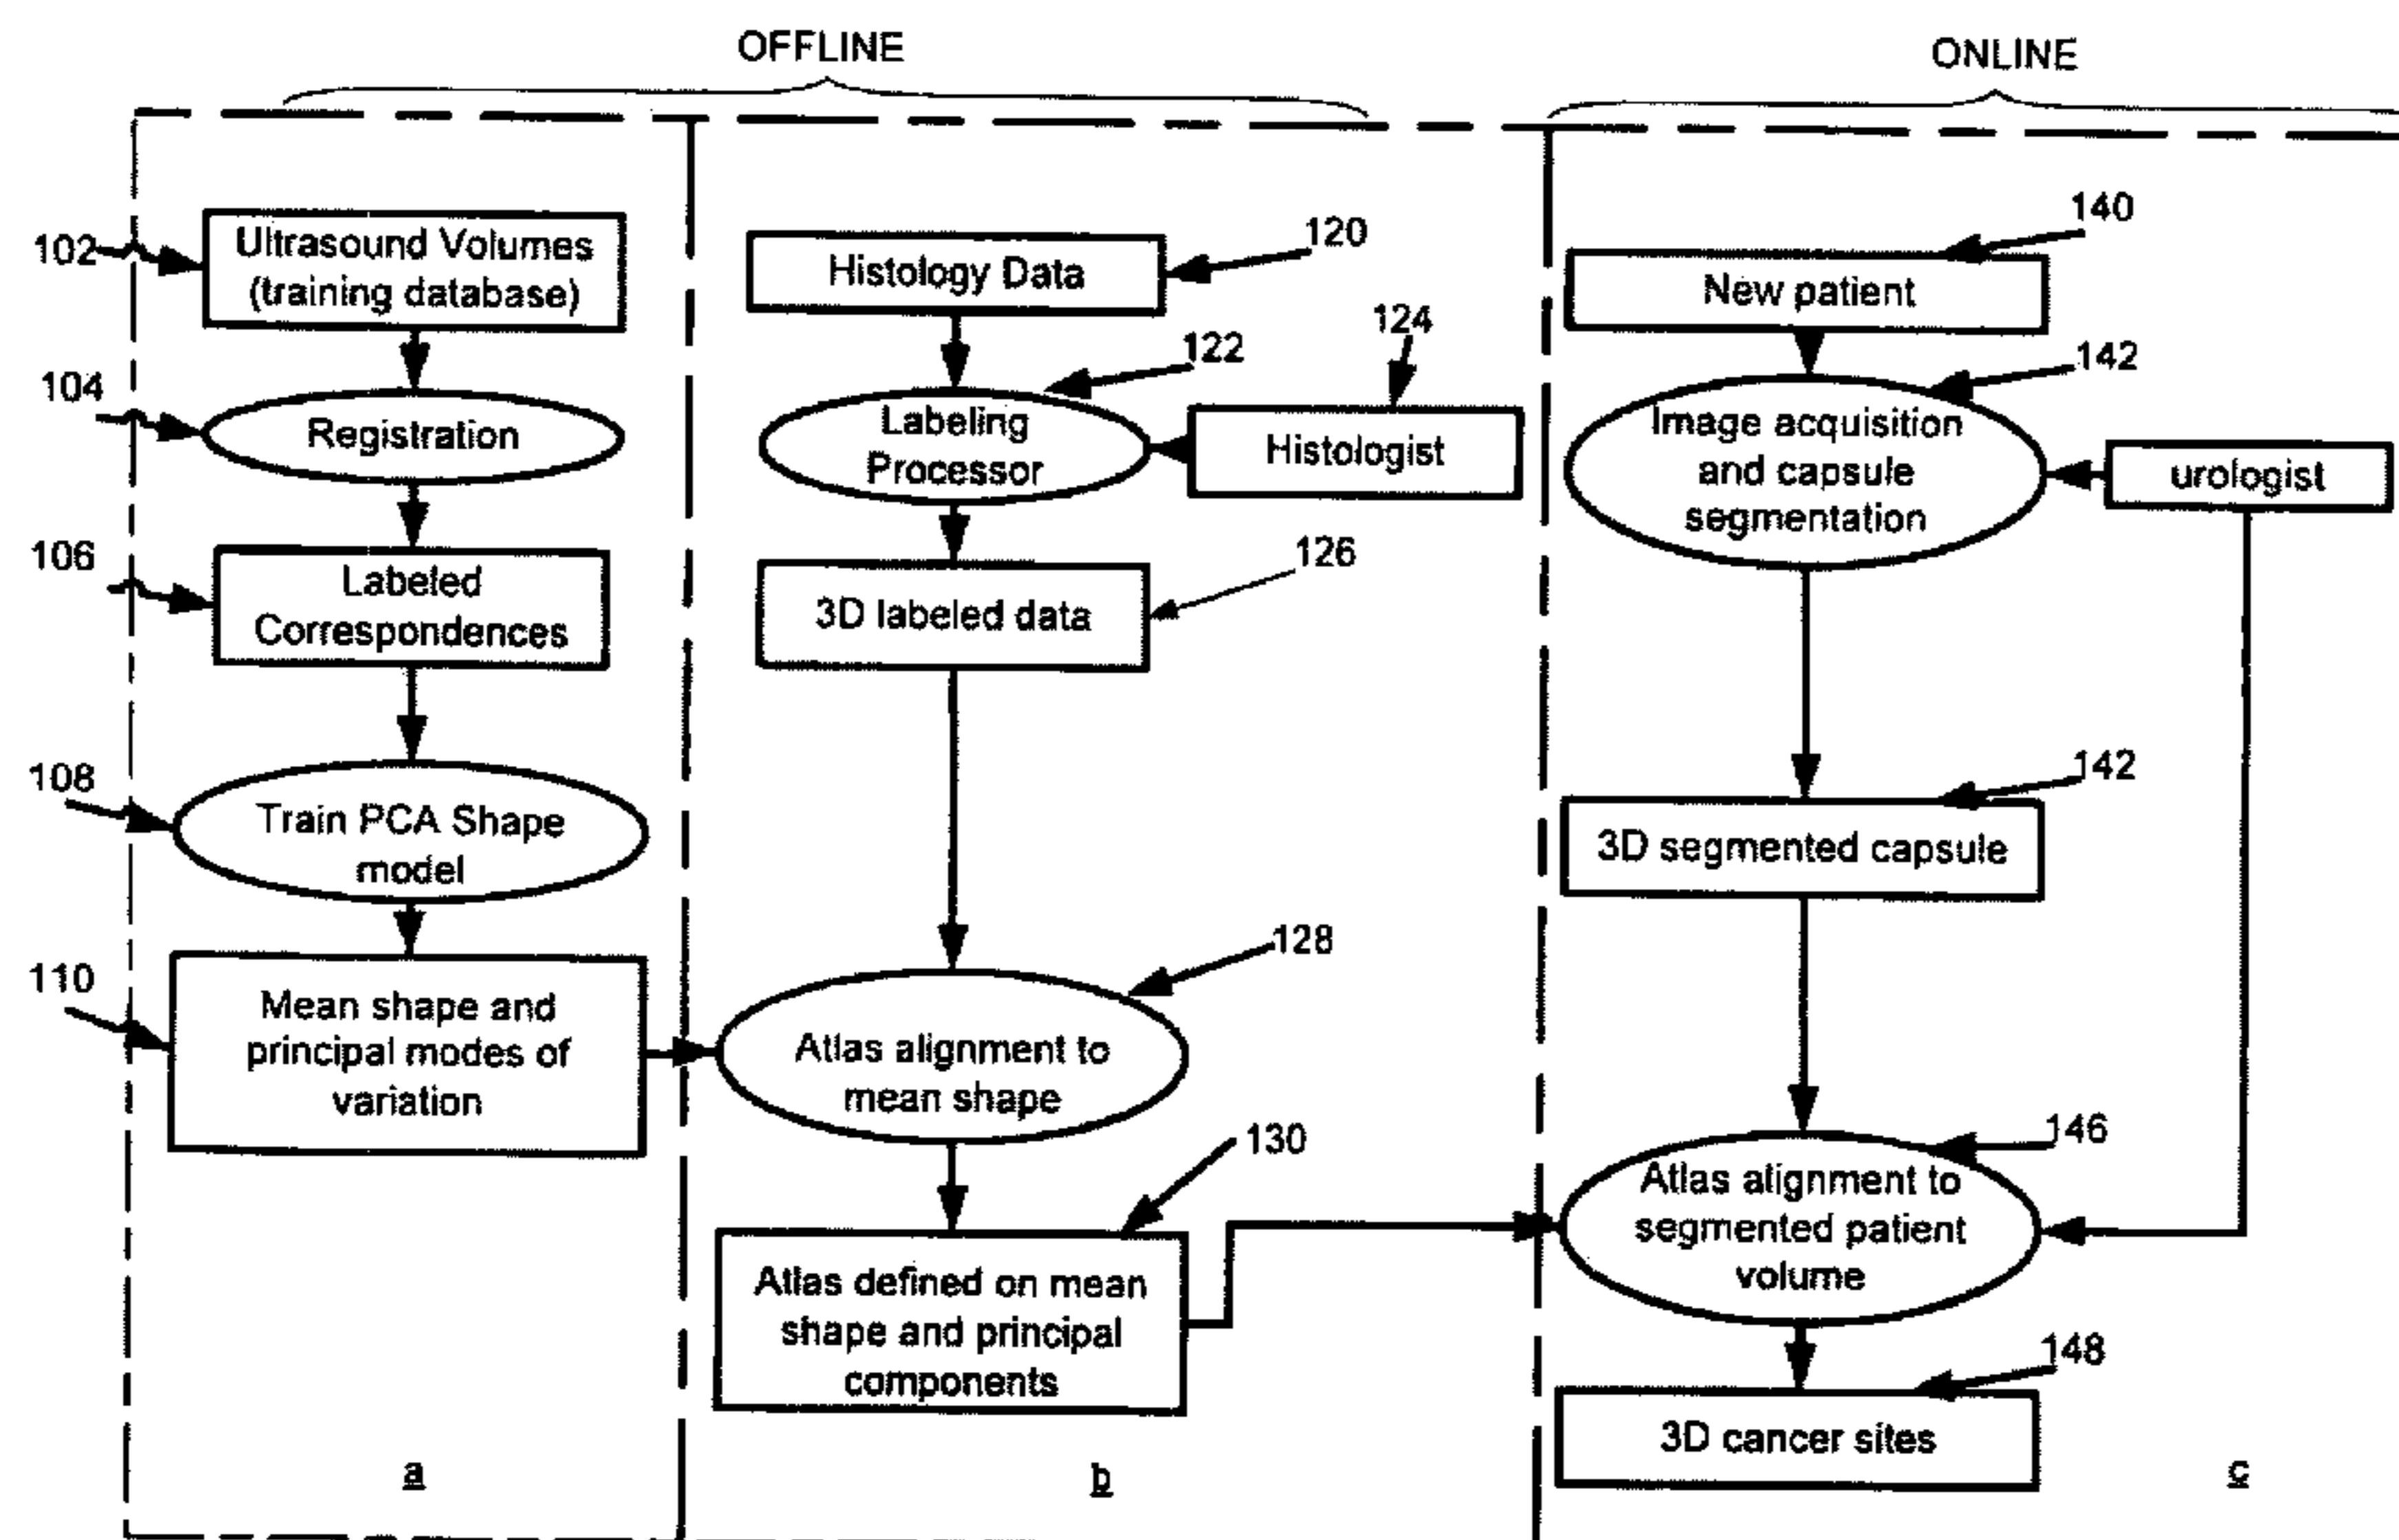 OFFLINE
ONLINE
102
Ultrasound Volumes
(training database)
104
Registration
106
Labeled
Correspondences
108
Train PCA Shape
model
110
Mean shape and
principal modes of
variation
a
120
Histology Data
122
124
Labeling
Processor
Histologist
126
3D labeled data
128
Atlas alignment to
mean shape
130
Atlas defined on mean
shape and principal
components
b
140
New patient
142
Image acquisition
and capsule
segmentation
urologist
142
3D segmented capsule
146
Atlas alignment to
segmented patient
volume
148
3D cancer sites
c